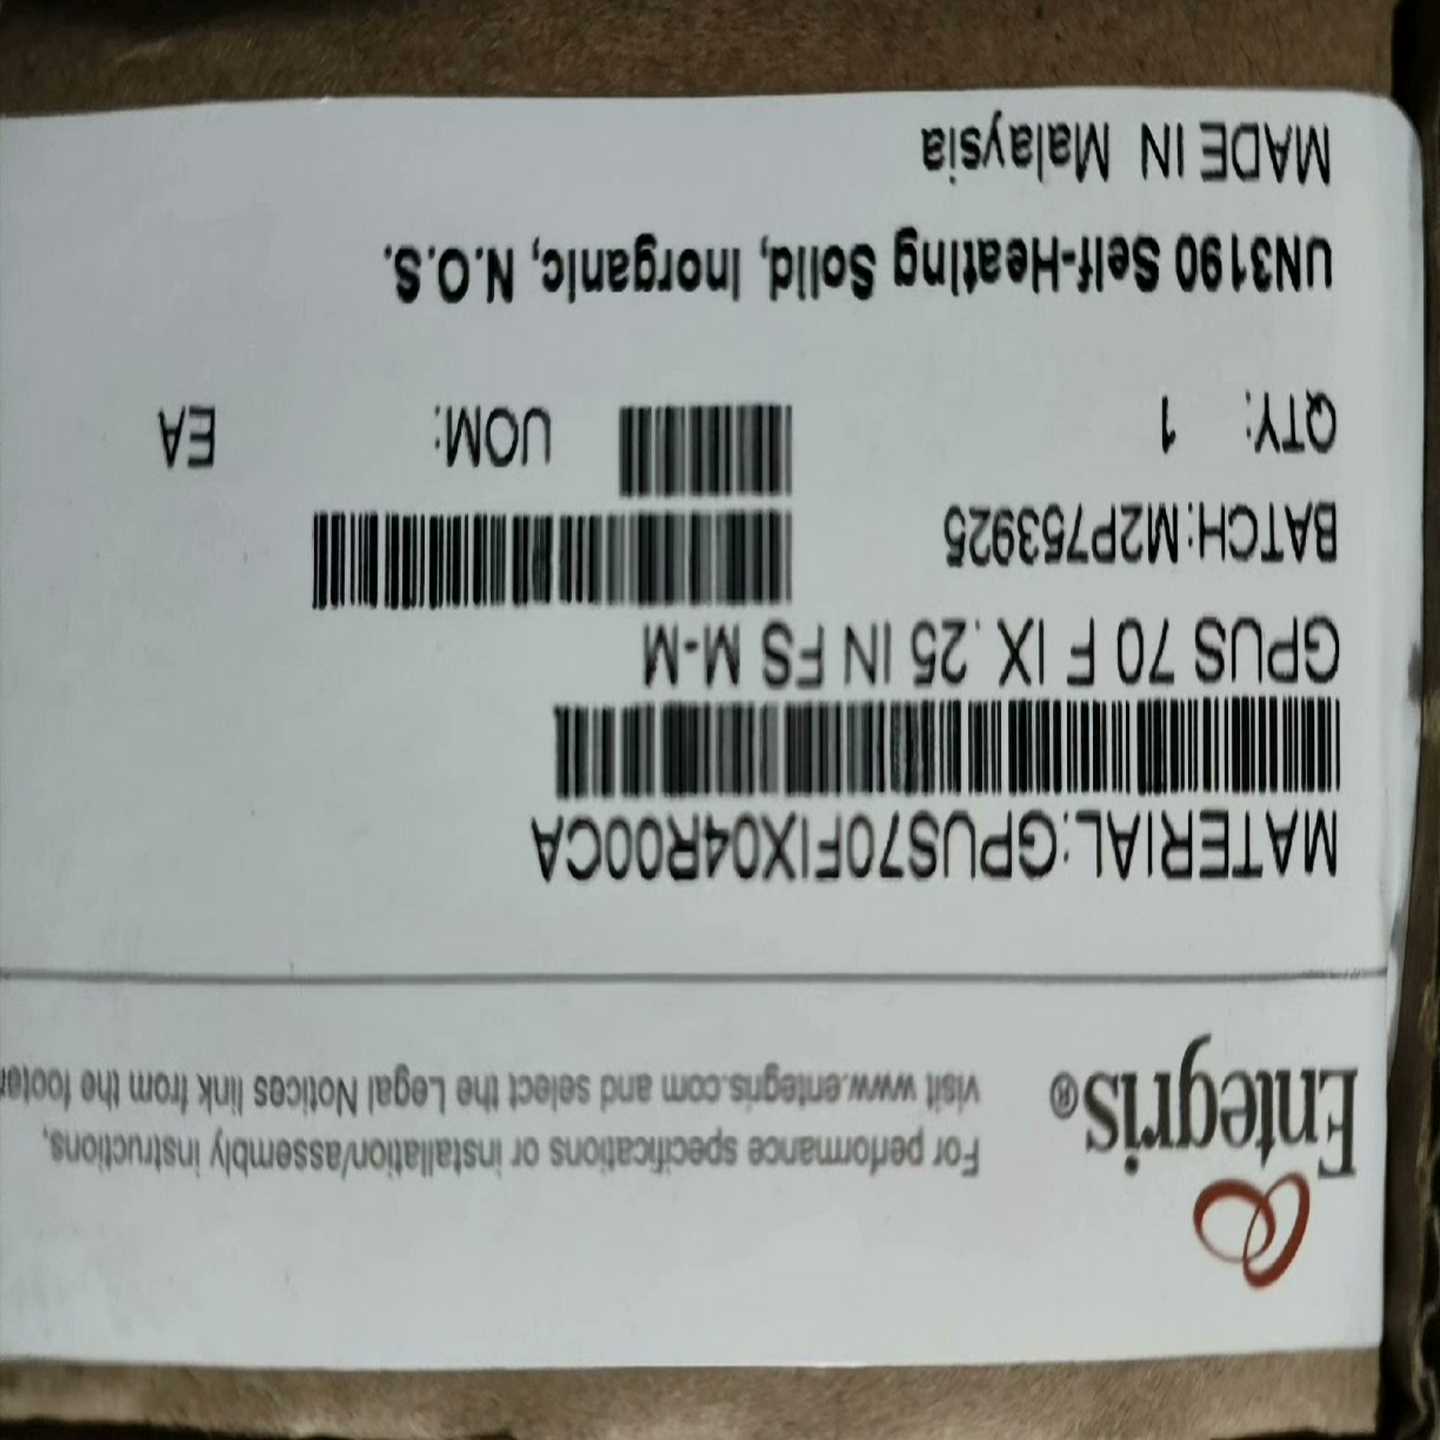 Entegris®
For performance specifications or installation/assembly instructions,
visit www.entegris.com and select the Legal Notices link from the footer
MATERIAL:GPUS70FIX04R00CA
GPUS 70 F IX .25 IN FS M-M
BATCH:M2P753925
QTY: 1 UOM: EA
UN3190 Self-Heating Solid, Inorganic, N.O.S.
MADE IN Malaysia